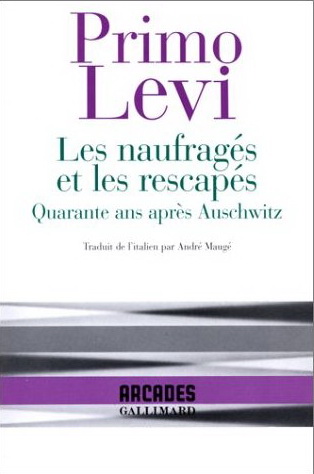 Primo
Levi
Les naufragés
et les rescapés
Quarante ans après Auschwitz
Traduit de l'italien par André Maugé
ARCADES
GALLIMARD